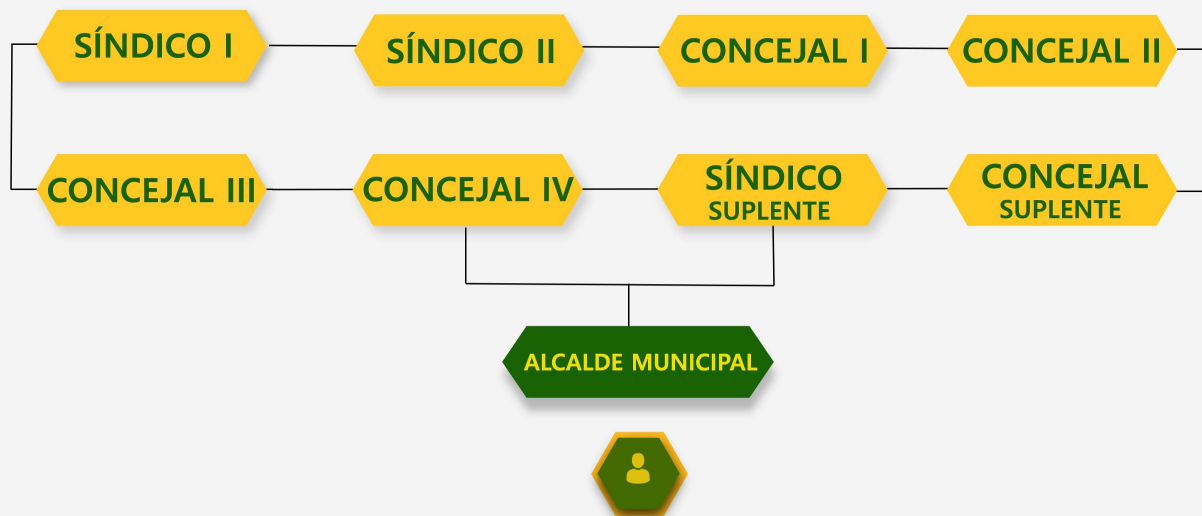 SÍNDICO I
SÍNDICO II
CONCEJAL I
CONCEJAL II
CONCEJAL III
CONCEJAL IV
SÍNDICO
SUPLENTE
CONCEJAL
SUPLENTE
ALCALDE MUNICIPAL